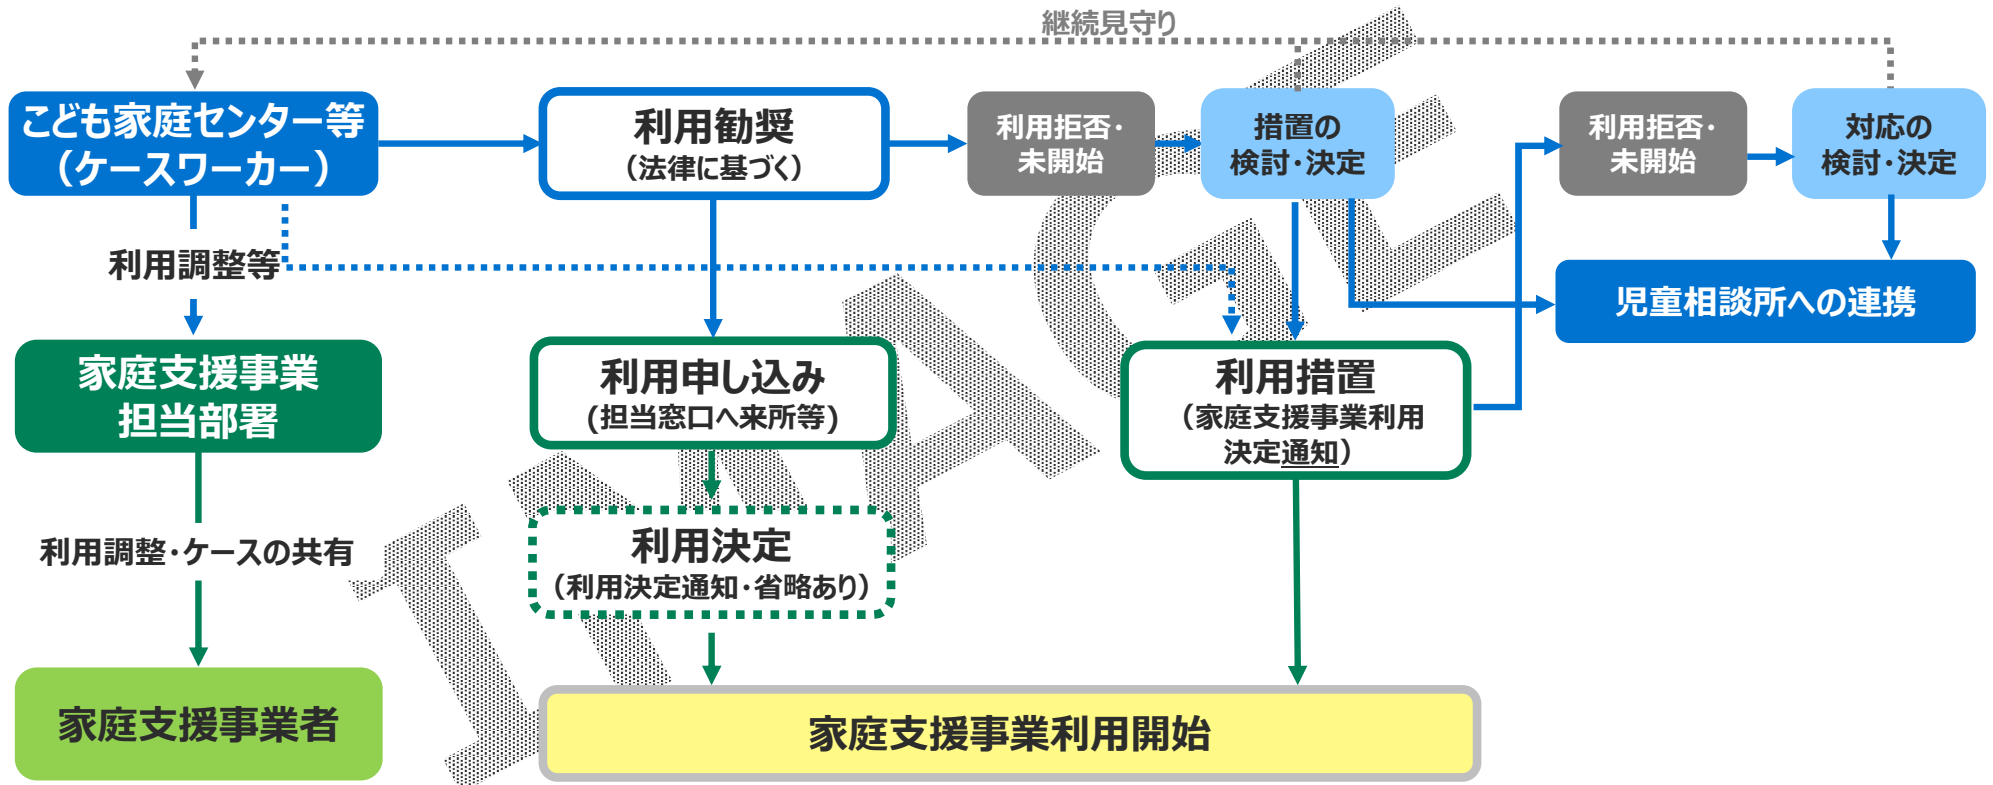 継続見守り
こども家庭センター等
（ケースワーカー）
利用勧奨
（法律に基づく）
利用拒否・
未開始
措置の
検討・決定
利用拒否・
未開始
対応の
検討・決定
利用調整等
児童相談所への連携
家庭支援事業
担当部署
利用申し込み
(担当窓口へ来所等)
利用措置
（家庭支援事業利用
決定通知）
利用調整・ケースの共有
利用決定
（利用決定通知・省略あり）
家庭支援事業者
家庭支援事業利用開始
IMAGE